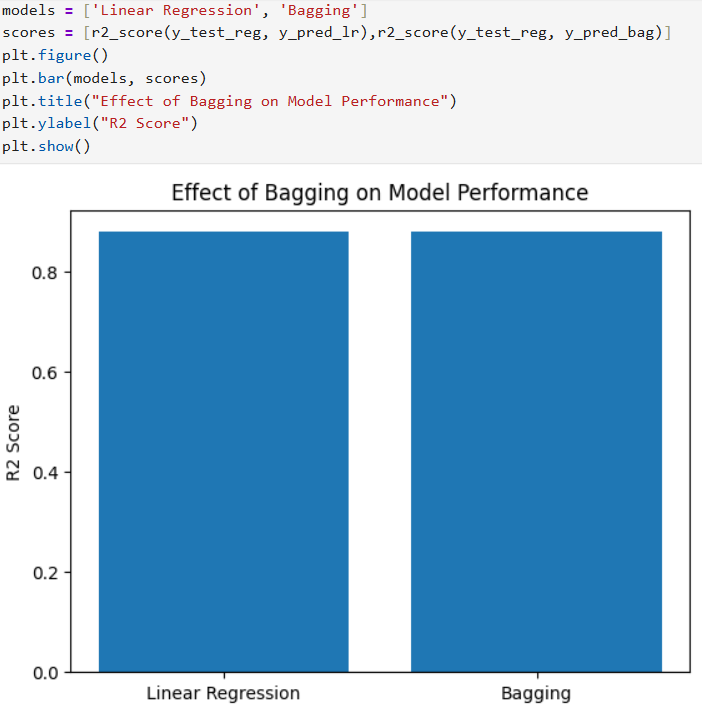 models = ['Linear Regression', 'Bagging']
scores = [r2_score(y_test_reg, y_pred_lr),r2_score(y_test_reg, y_pred_bag)]
plt.figure()
plt.bar(models, scores)
plt.title("Effect of Bagging on Model Performance")
plt.ylabel("R2 Score")
plt.show()
Effect of Bagging on Model Performance
0.8
0.6
0.4
0.2
0.0
R2 Score
Linear Regression Bagging